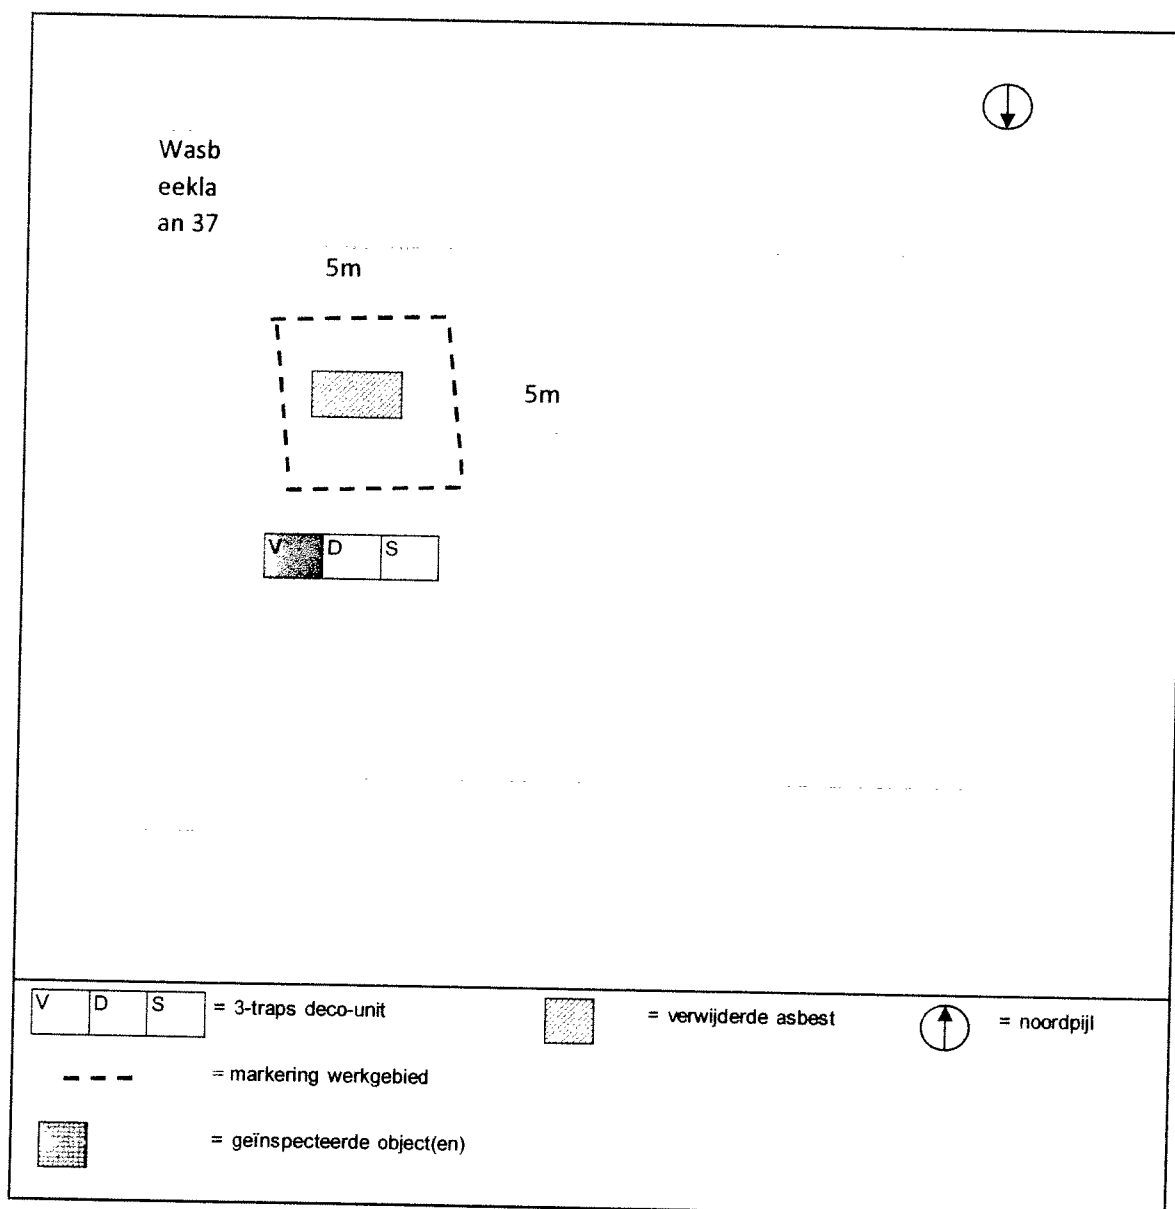 Wasb
eekla
an 37
5m
5m
V D S
V D S = 3-traps deco-unit = verwijderde asbest = noordpijl
= markering werkgebied
= geïnspecteerde object(en)